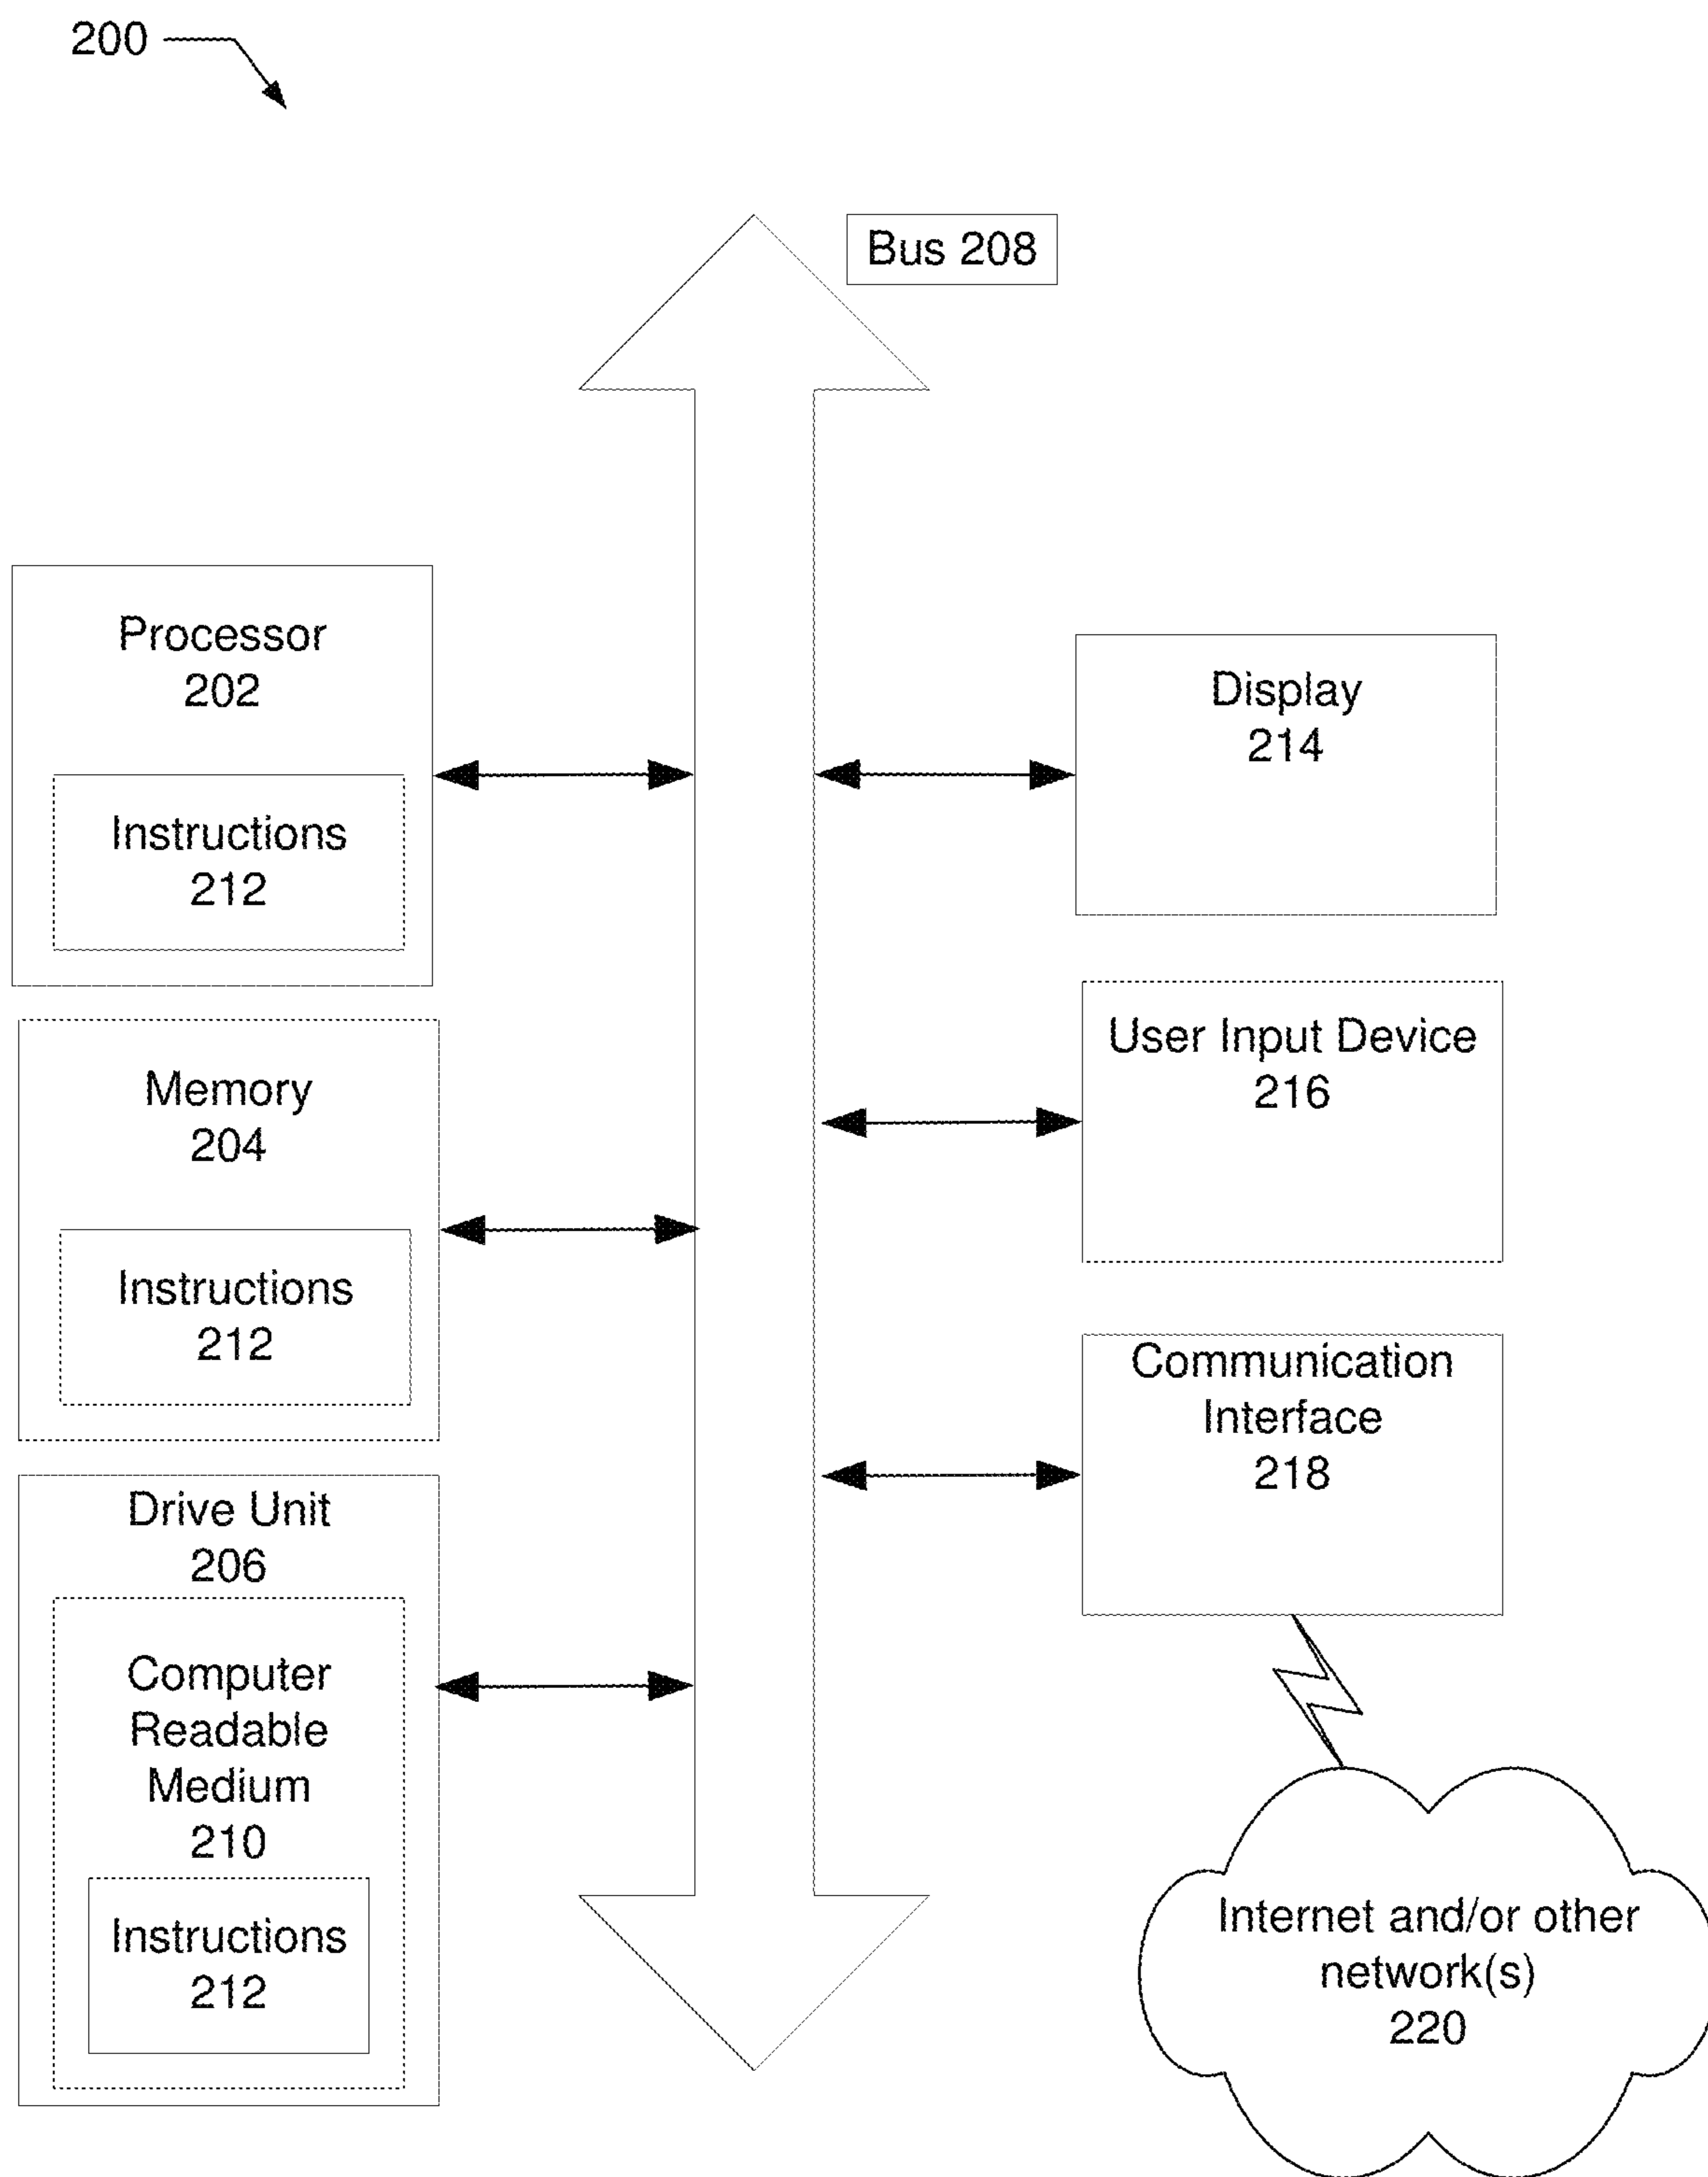 200
Bus 208
Processor
202
Instructions
212
Memory
204
Instructions
212
Drive Unit
206
Computer
Readable
Medium
210
Instructions
212
Display
214
User Input Device
216
Communication
Interface
218
Internet and/or other
network(s)
220